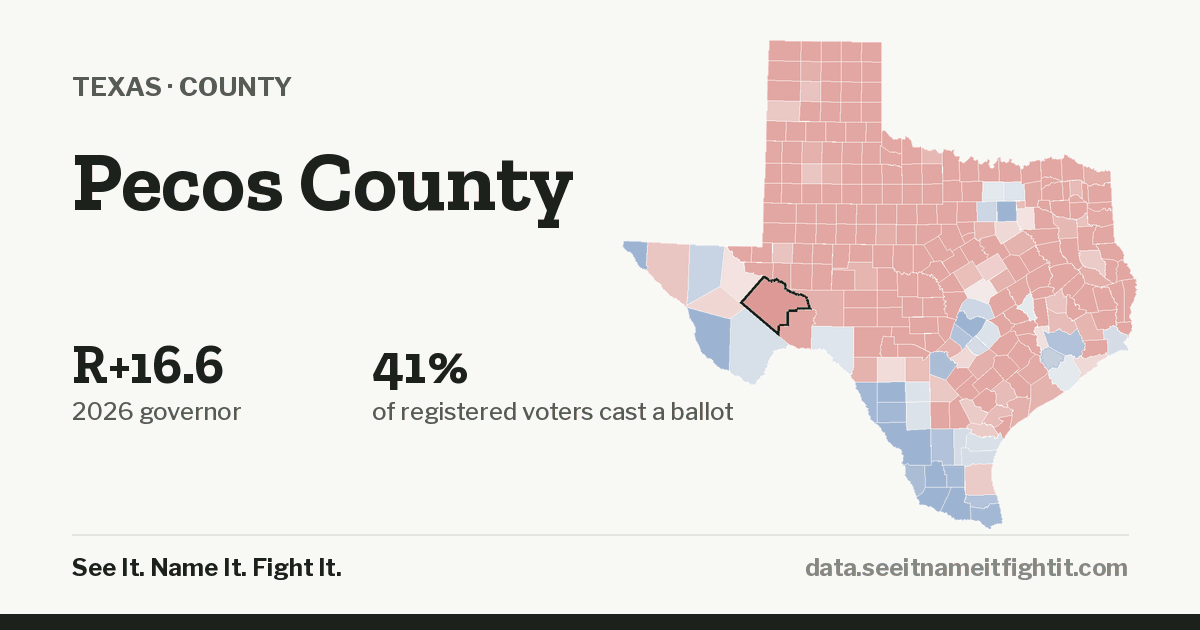 TEXAS · COUNTY
Pecos County
R+16.6
2026 governor
41%
of registered voters cast a ballot
See It. Name It. Fight It.
data.seeitnameitfightit.com